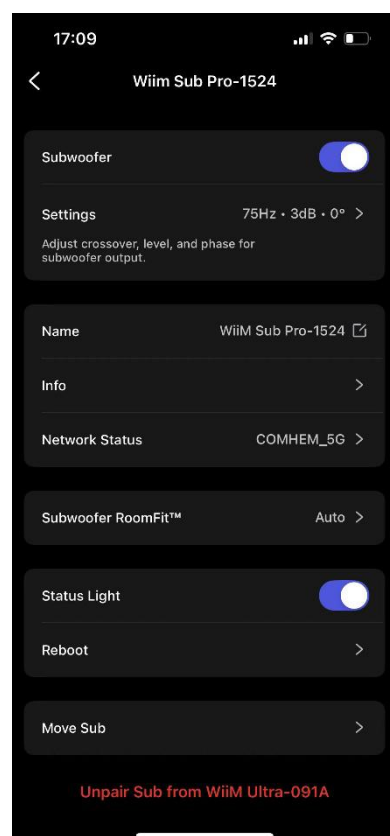 17:09
Wiim Sub Pro-1524
Subwoofer
Settings 75Hz • 3dB • 0°
Adjust crossover, level, and phase for
subwoofer output.
Name WiiM Sub Pro-1524
Info
Network Status COMHEM_5G
Subwoofer RoomFit™ Auto
Status Light
Reboot
Move Sub
Unpair Sub from WiiM Ultra-091A